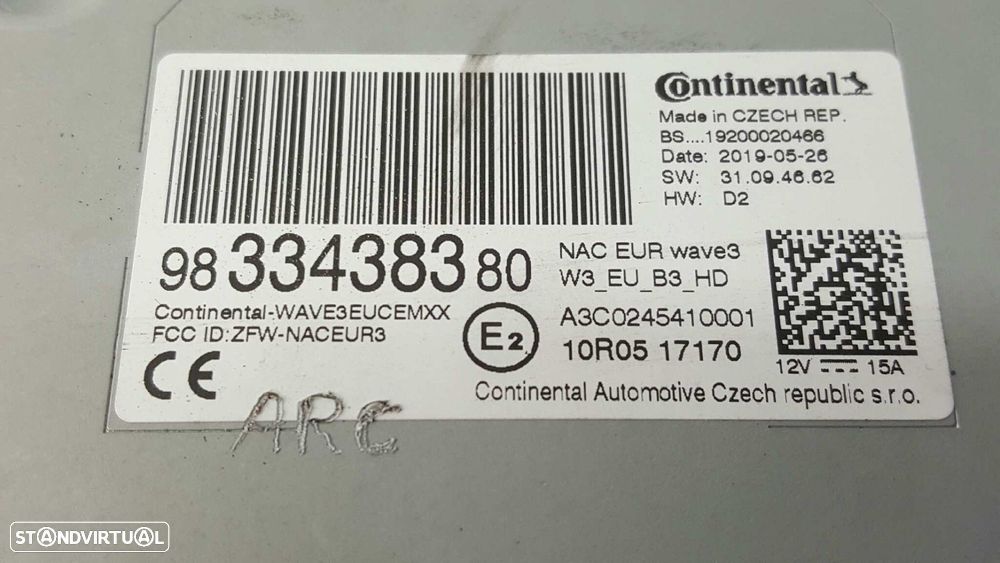 Continental
Made in CZECH REP.
BS....19200020466
Date: 2019-05-26
SW: 31.09.46.62
HW: D2
98 334383 80
NAC EUR wave3
W3_EU_B3_HD
Continental-WAVE3EUCEMXX
FCC ID:ZFW-NACEUR3
CE
E2
A3C0245410001
10R05 17170
12V 15A
Continental Automotive Czech republic s.r.o.
ARC
STANDVIRTUAL